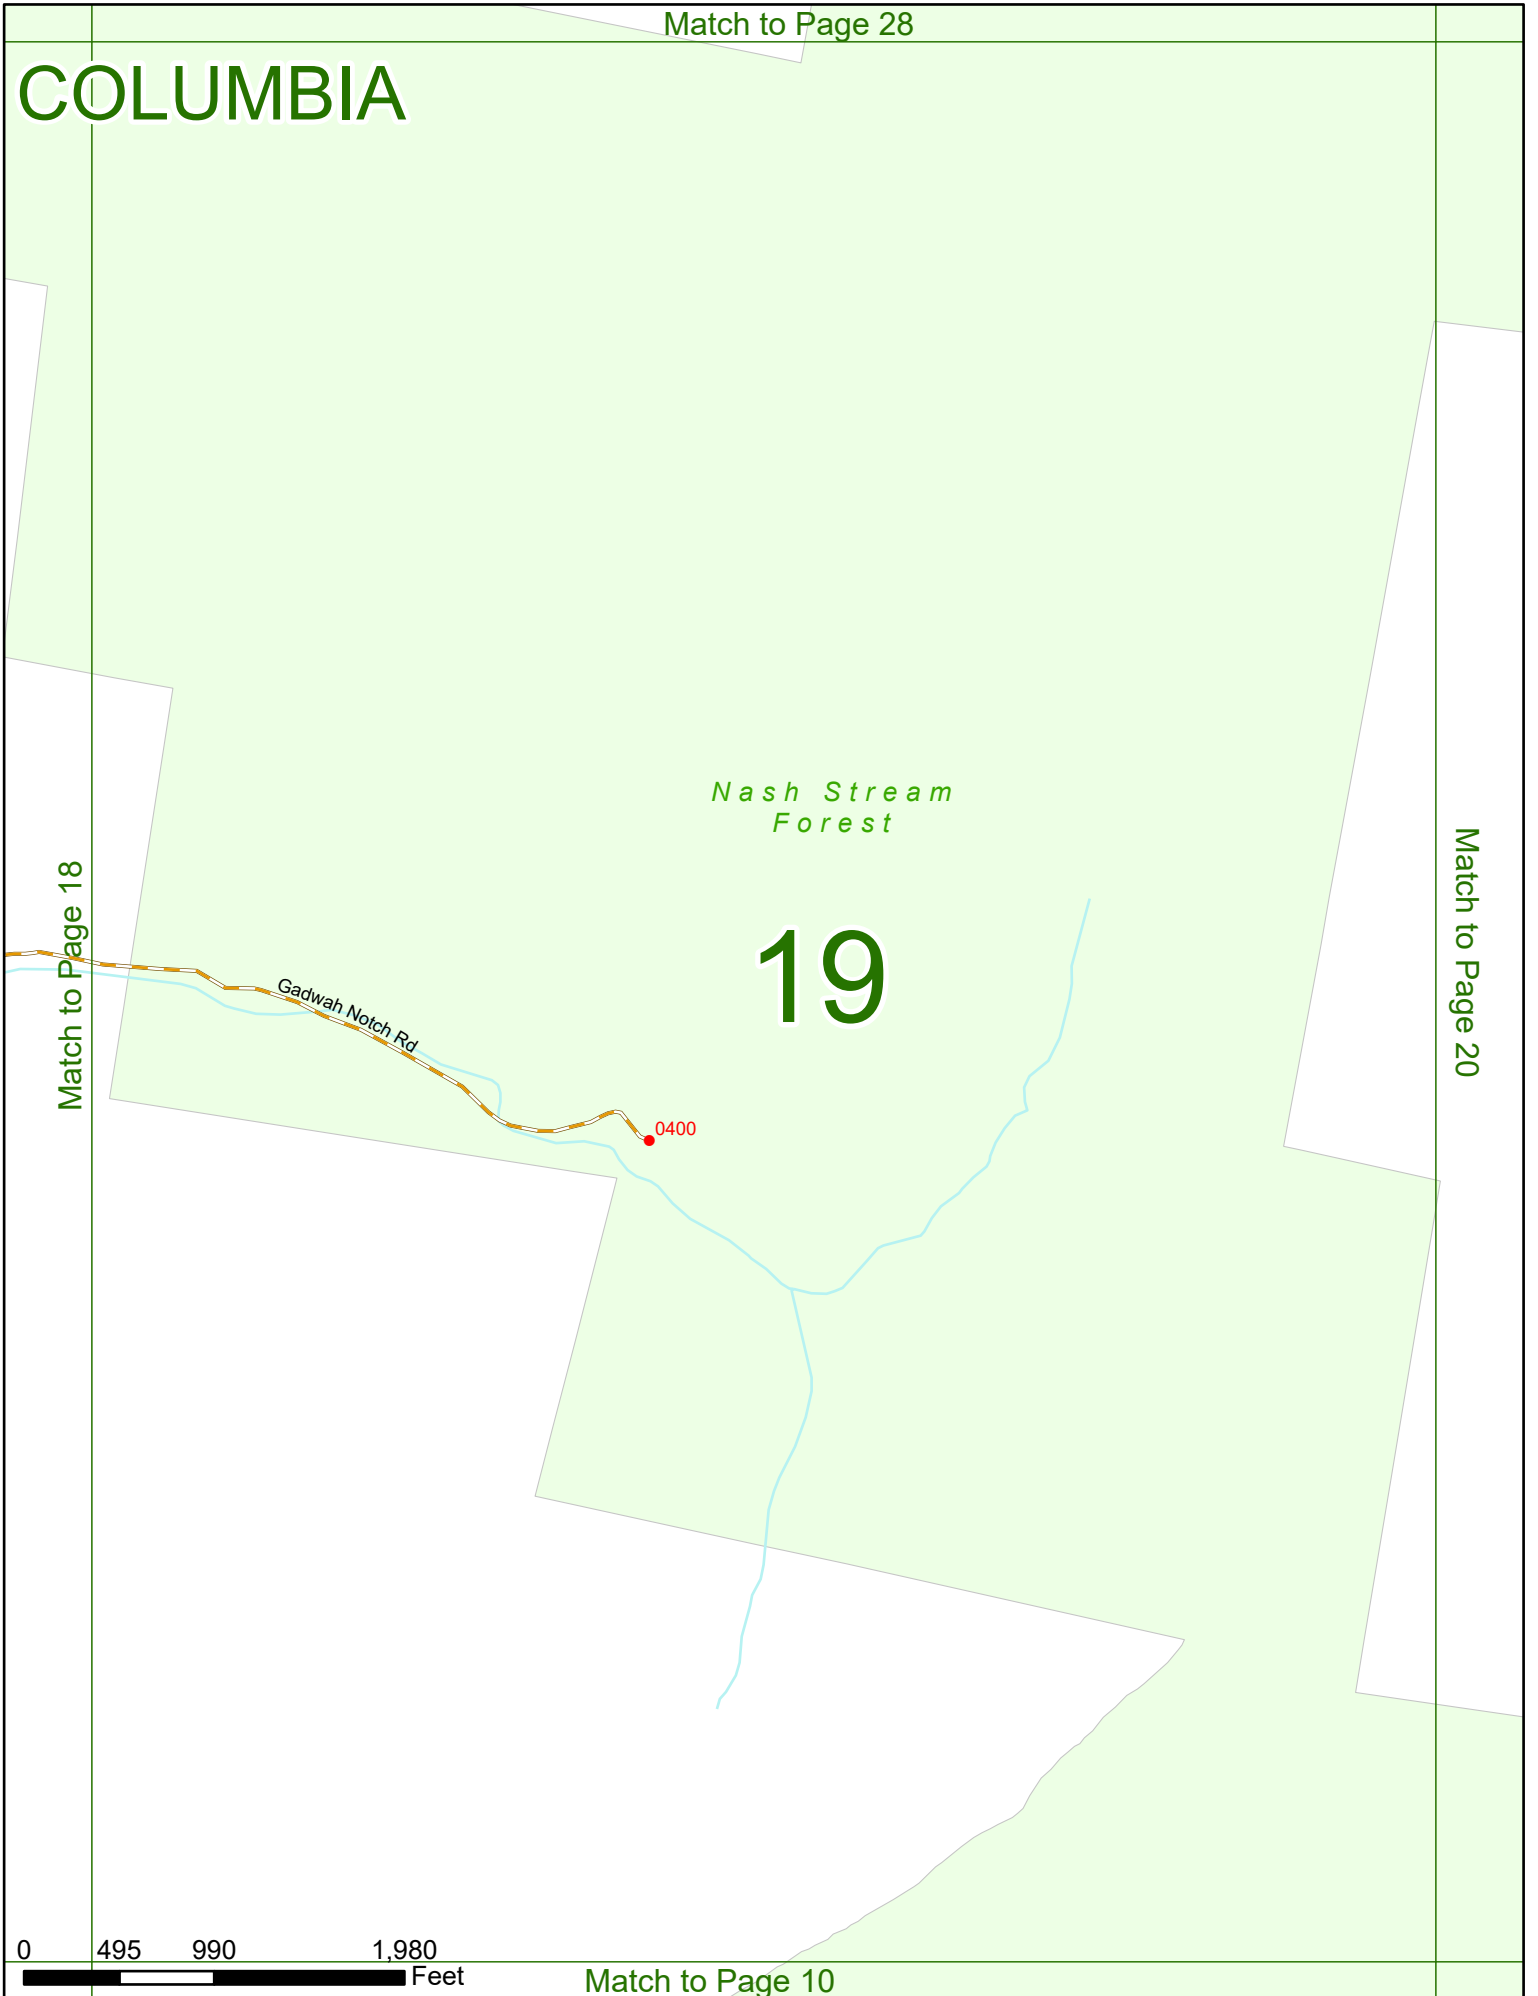 Match to Page 28
COLUMBIA
Nash Stream
Forest
19
Match to Page 18
Match to Page 20
Gadwah Notch Rd
0400
0 495 990 1,980
Feet
Match to Page 10